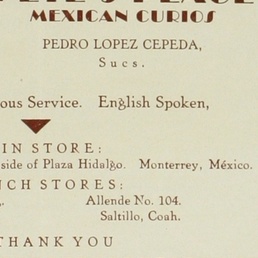 MEXICAN CURIOS
PEDRO LOPEZ CEPEDA,
Sucs.
ous Service. English Spoken,
IN STORE:
side of Plaza Hidalgo. Monterrey, México.
NCH STORES:
Allende No. 104.
Saltillo, Coah.
THANK YOU